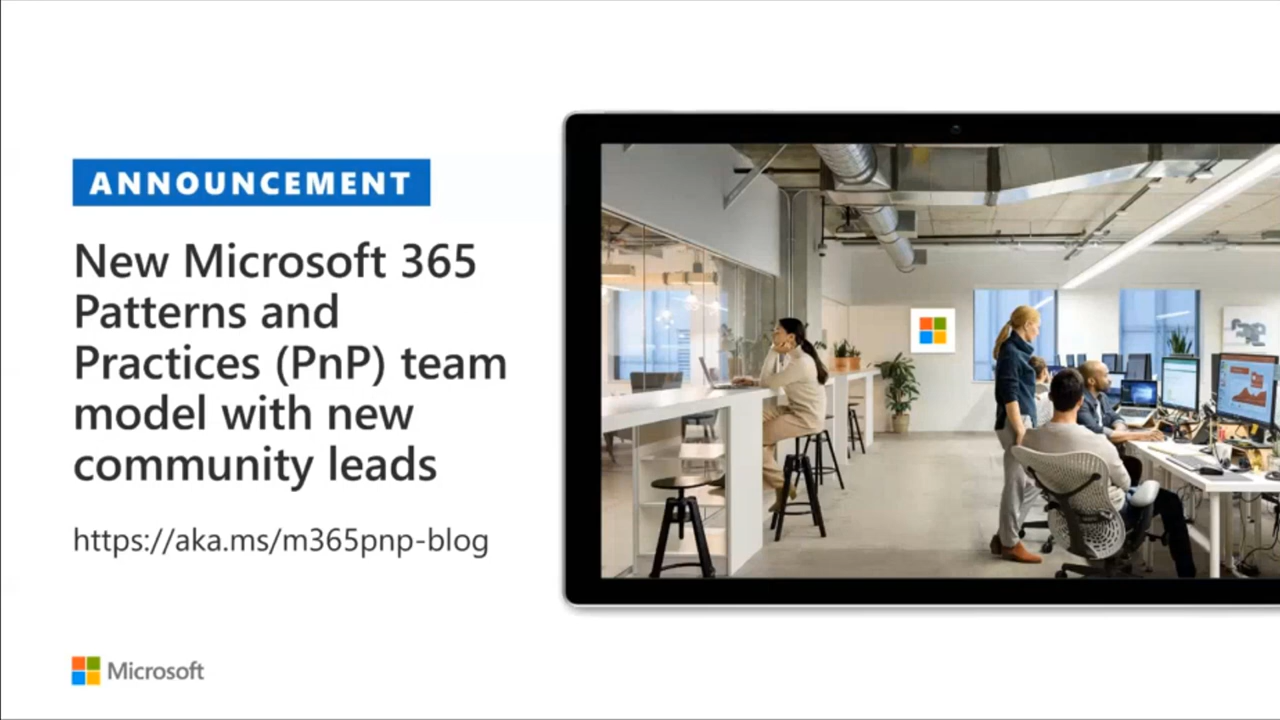 ANNOUNCEMENT
New Microsoft 365
Patterns and
Practices (PnP) team
model with new
community leads
https://aka.ms/m365pnp-blog
Microsoft